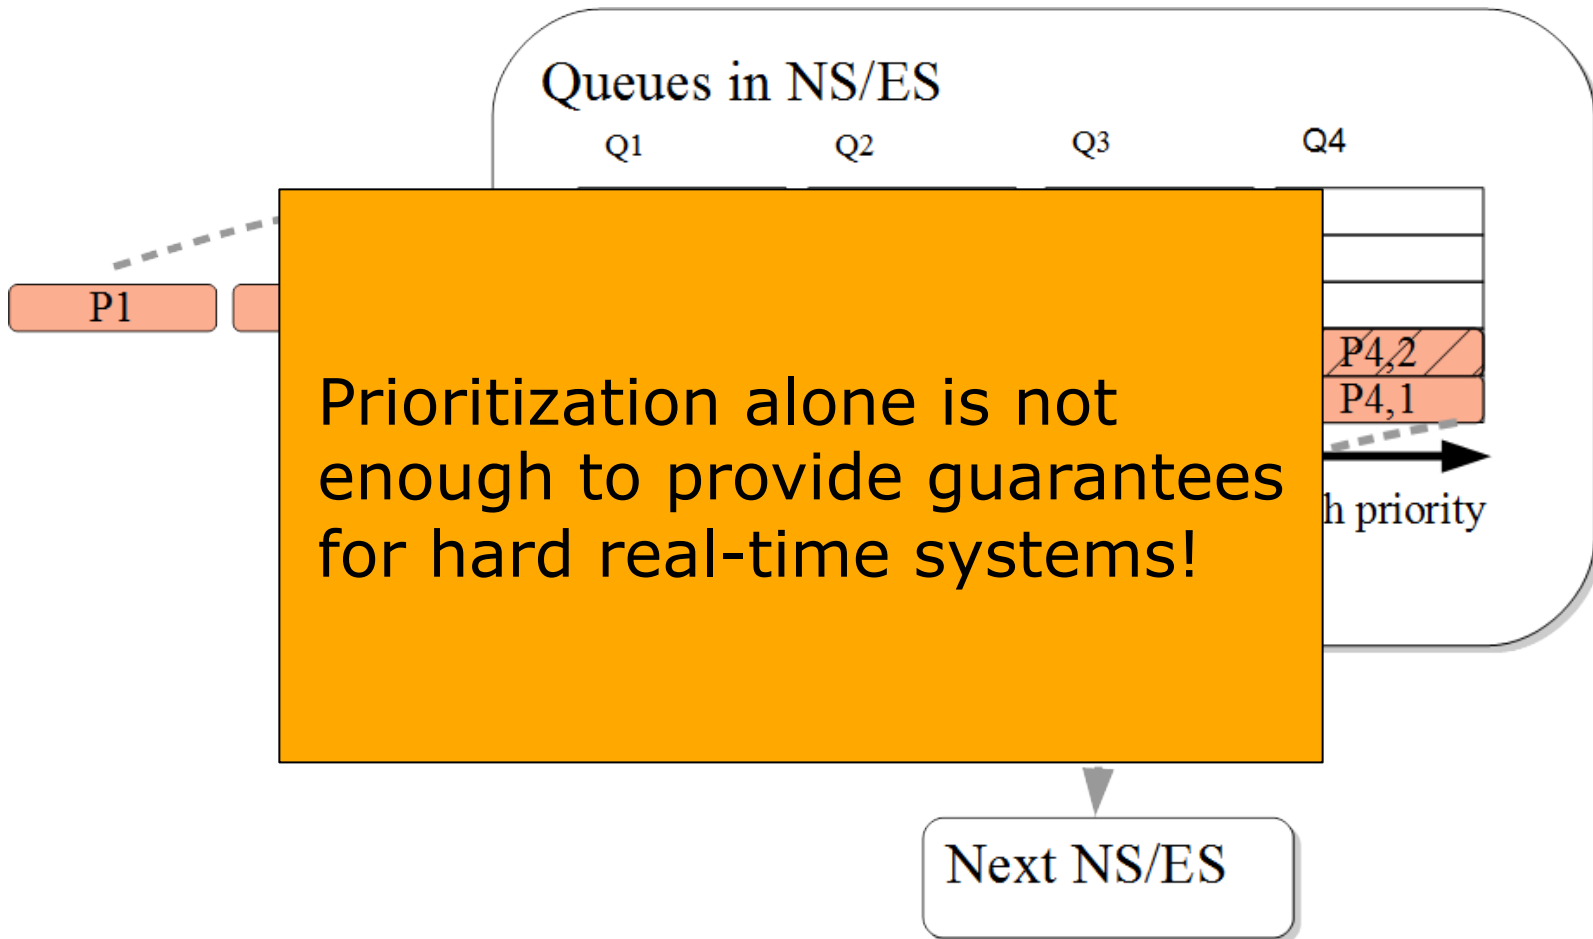 Queues in NS/ES
Q1 Q2 Q3 Q4
P1
Prioritization alone is not
enough to provide guarantees
for hard real-time systems!
P4,2
P4,1
h priority
Next NS/ES